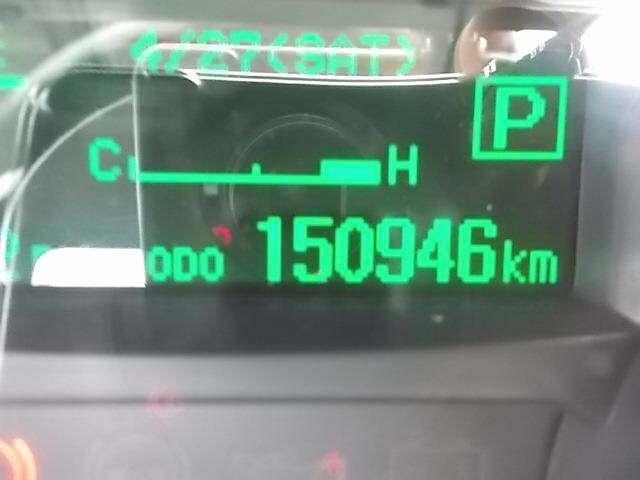 4/27(SAT)
P
C H
ODO 150946km